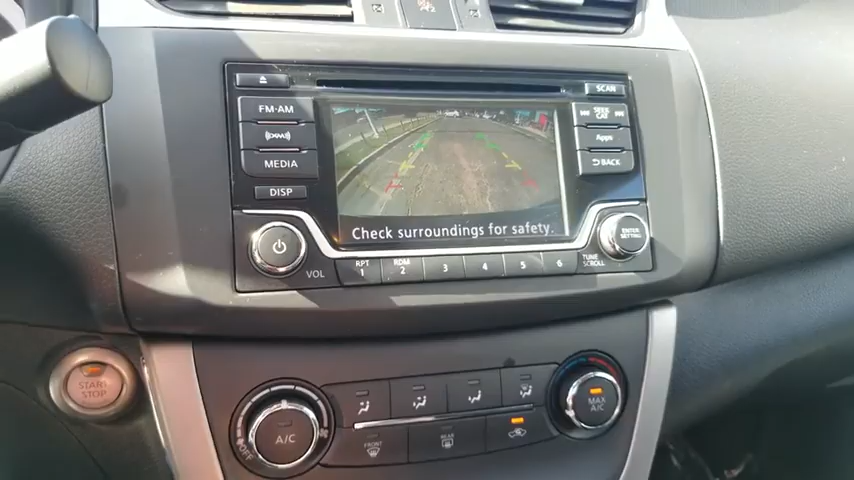 SCAN
FM·AM
SEEK
CAT
Apps
MEDIA
BACK
DISP
Check surroundings for safety.
ENTER
SETTING
VOL
RPT
1
RDM
2
3
4
5
6
TUNE
SCROLL
START
STOP
A/C
OFF
FRONT
REAR
MAX
A/C